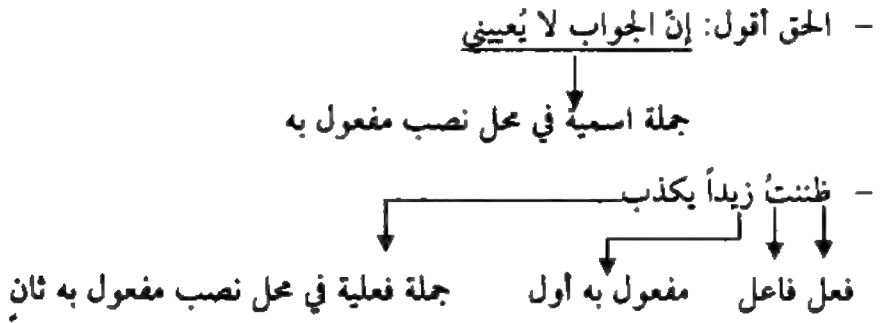 - الحق أقول: إنّ الجواب لا يُعييني
جملة اسمية في محل نصب مفعول به
- ظننتُ زيداً يكذب
فعل فاعل مفعول به أول جملة فعلية في محل نصب مفعول به ثانٍ